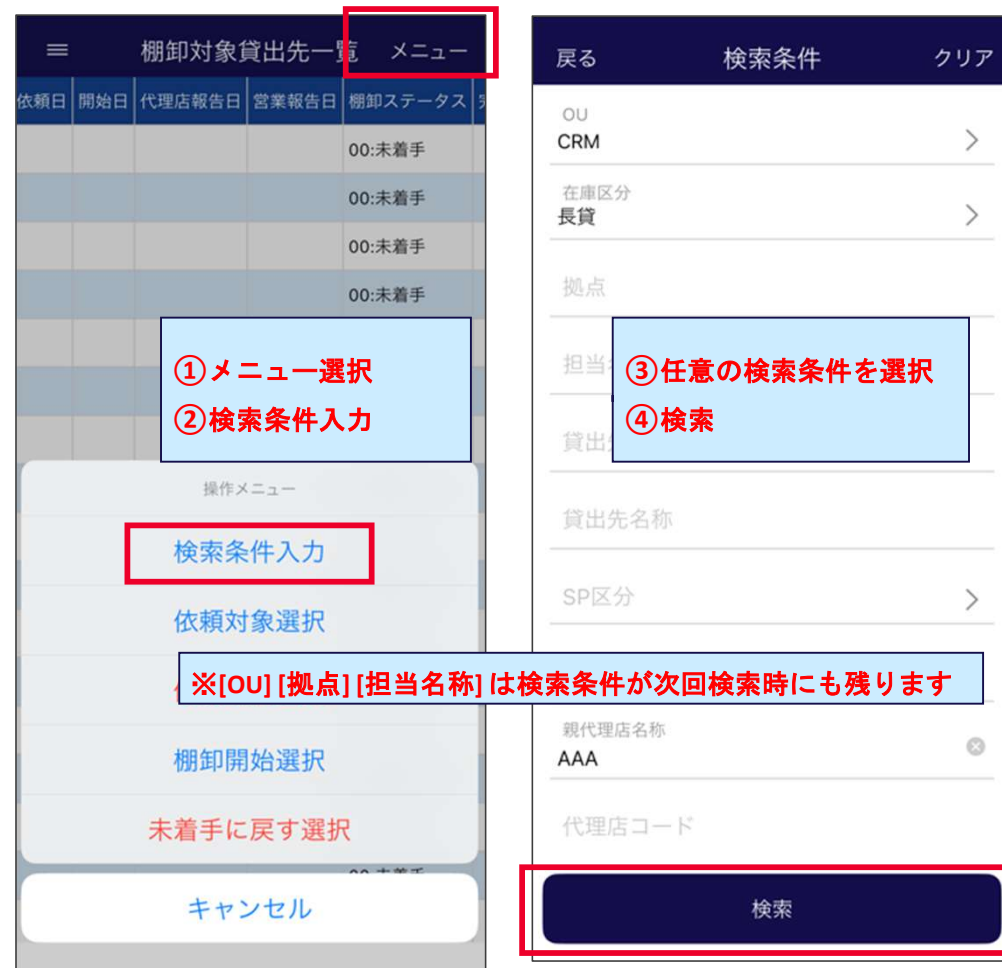 棚卸対象貸出先一覧 メニュー
依頼日 開始日 代理店報告日 営業報告日 棚卸ステータス
00:未着手
00:未着手
00:未着手
00:未着手
①メニュー選択
②検索条件入力
操作メニュー
検索条件入力
依頼対象選択
棚卸開始選択
未着手に戻す選択
キャンセル
戻る 検索条件 クリア
OU
CRM
在庫区分
長貸
拠点
担当
③任意の検索条件を選択
④検索
貸出
貸出先名称
SP区分
※[OU] [拠点] [担当名称] は検索条件が次回検索時にも残ります
親代理店名称
AAA
代理店コード
検索